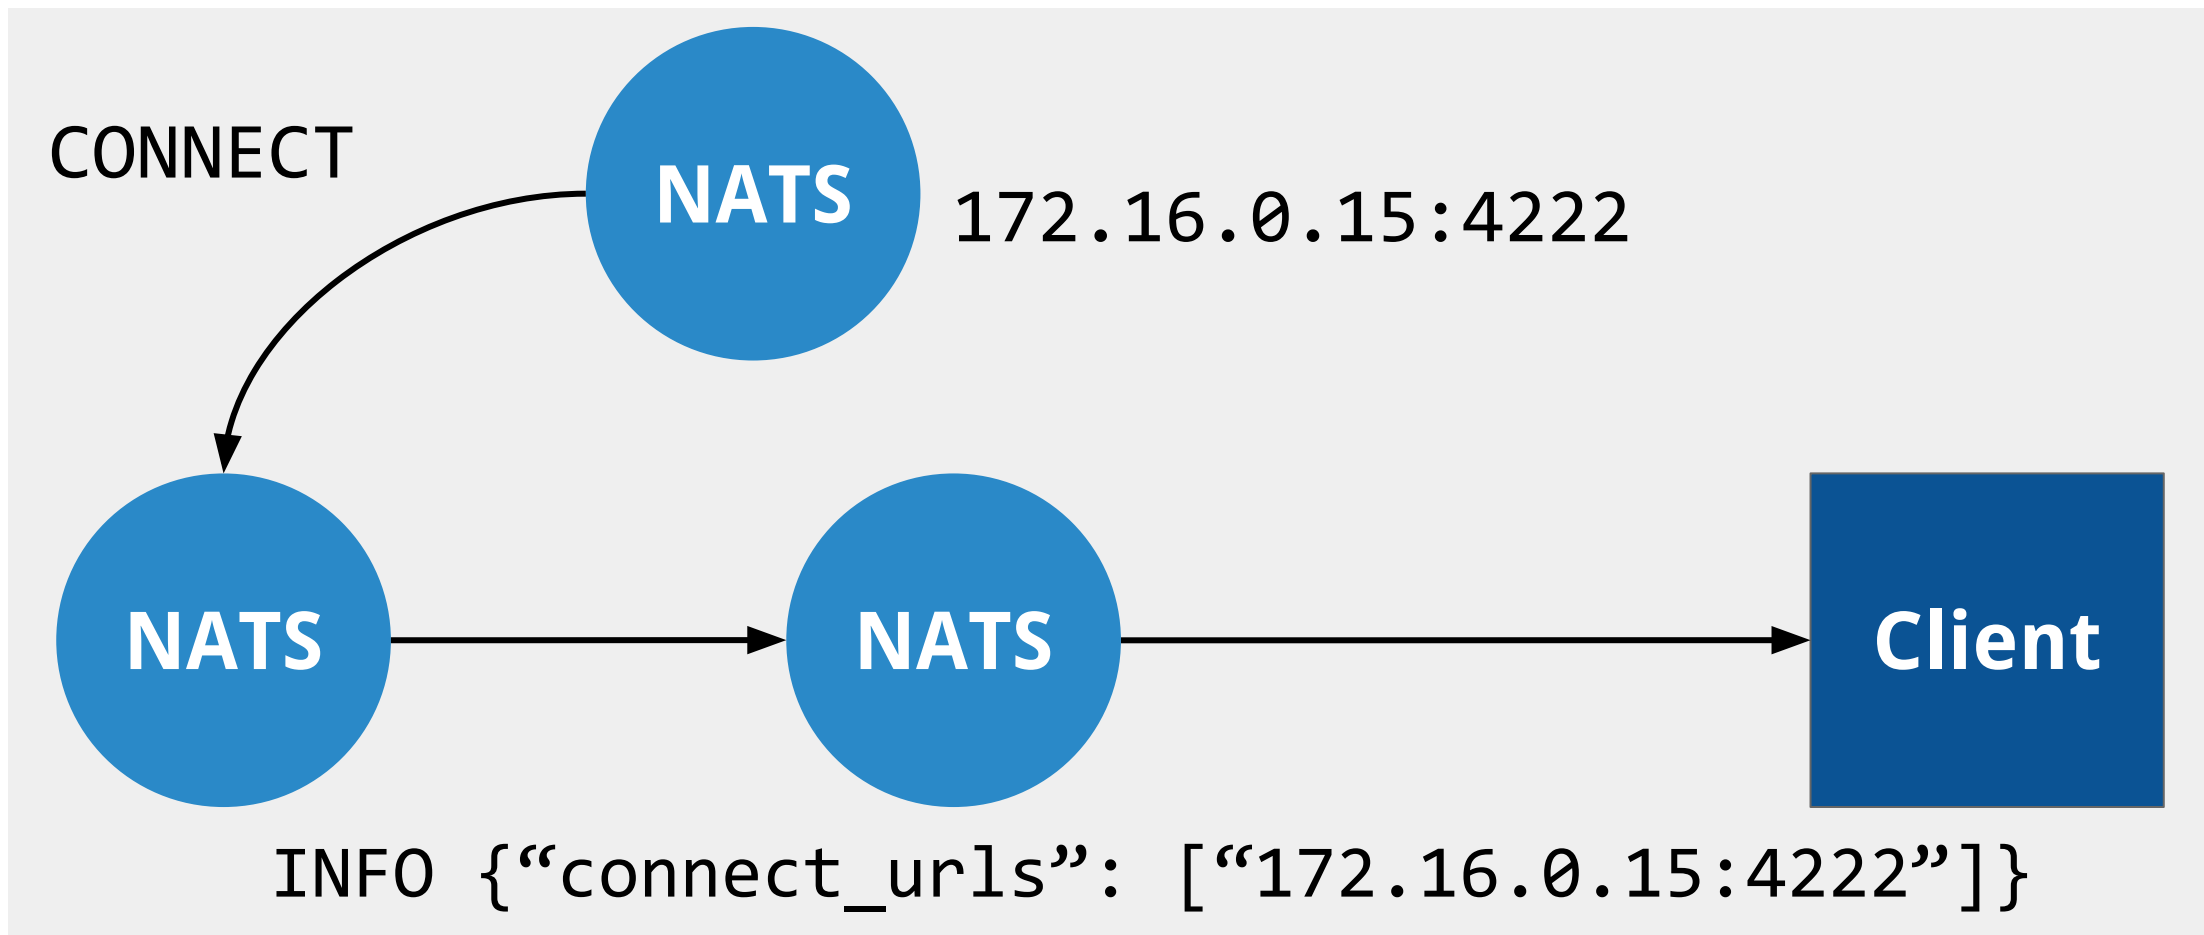 CONNECT
NATS
172.16.0.15:4222
NATS
NATS
Client
INFO {“connect_urls”: [“172.16.0.15:4222”]}